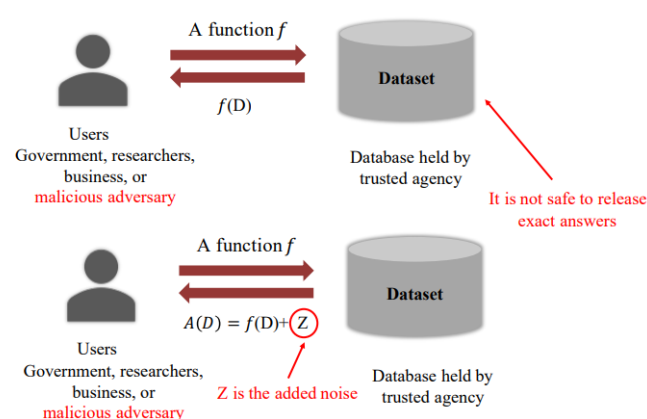 A function f
Dataset
f(D)
Users
Government, researchers,
business, or
malicious adversary
Database held by
trusted agency
It is not safe to release
exact answers
A function f
Dataset
A(D) = f(D)+ Z
Users
Government, researchers,
business, or
malicious adversary
Z is the added noise
Database held by
trusted agency